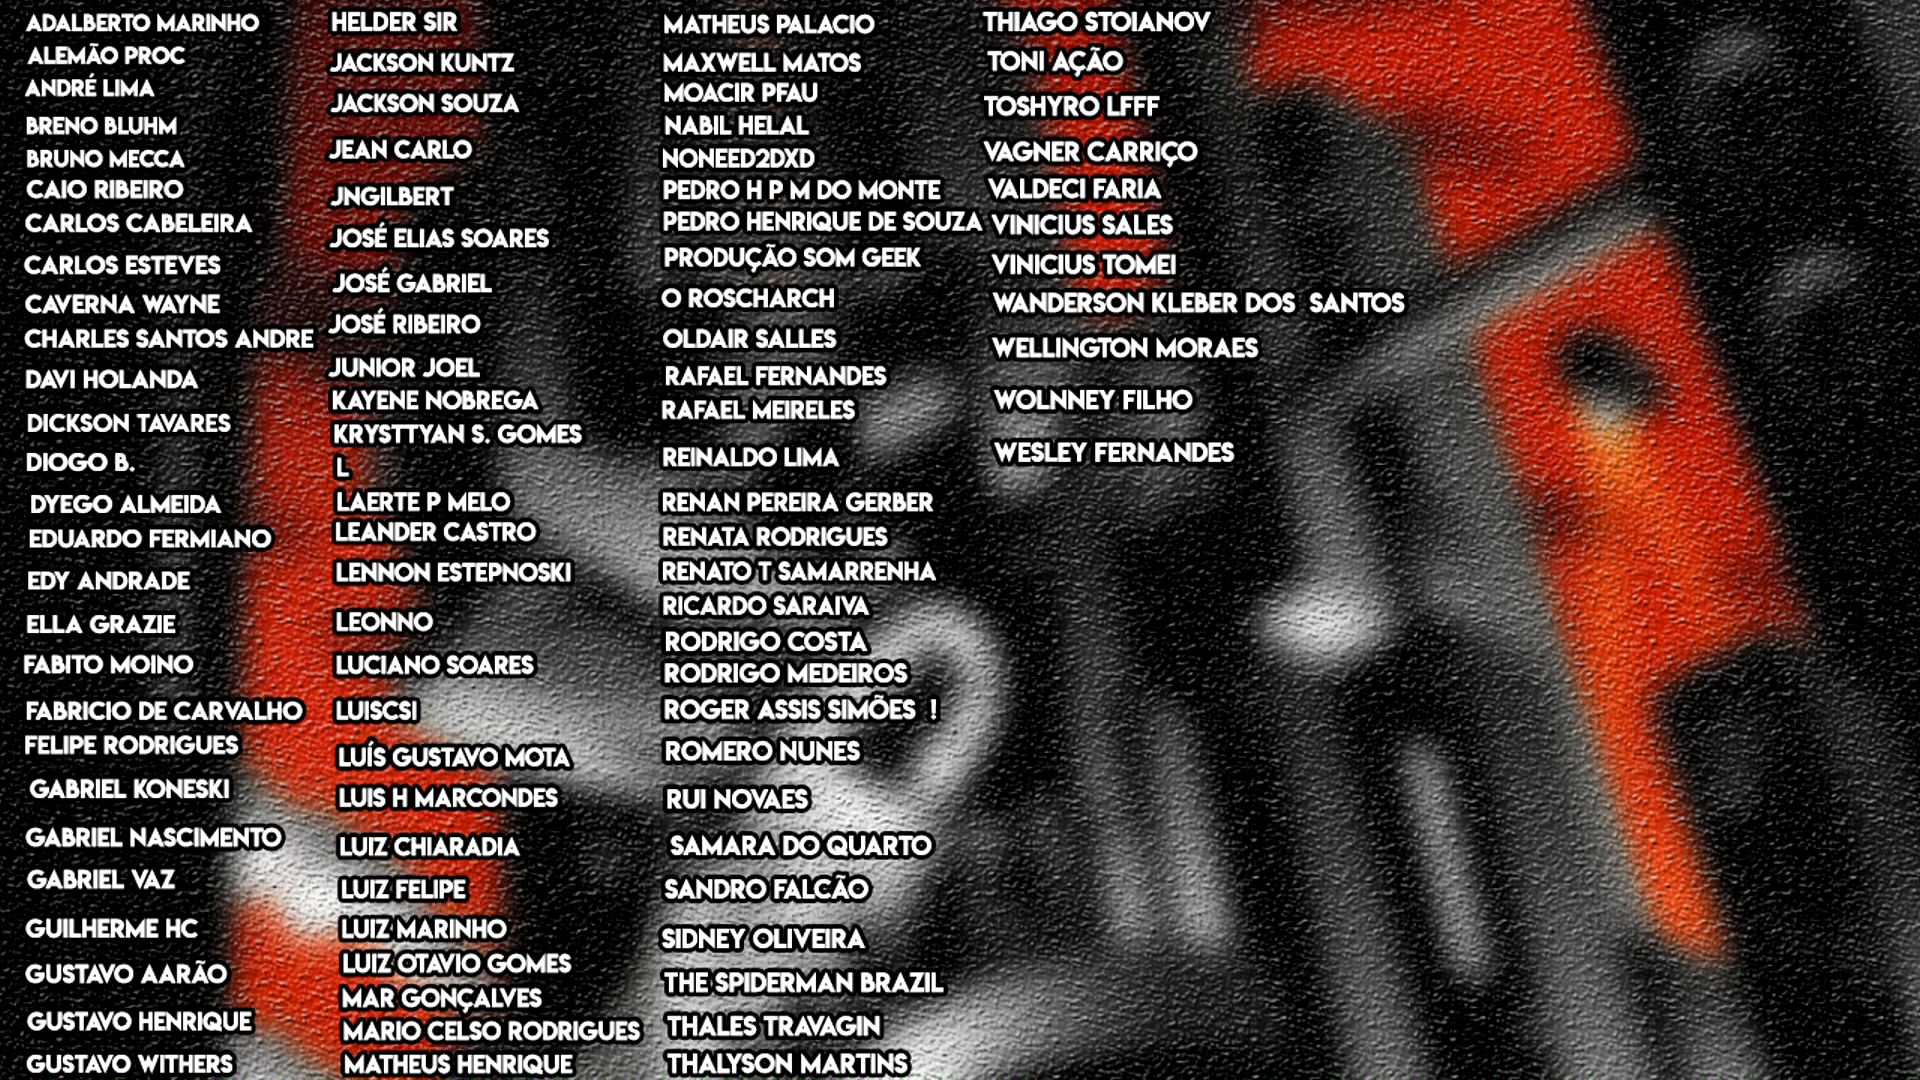 ADALBERTO MARINHO
ALEMÃO PROC
ANDRÉ LIMA
BRENO BLUHM
BRUNO MECCA
CAIO RIBEIRO
CARLOS CABELEIRA
CARLOS ESTEVES
CAVERNA WAYNE
CHARLES SANTOS ANDRE
DAVI HOLANDA
DICKSON TAVARES
DIOGO B.
DYEGO ALMEIDA
EDUARDO FERMIANO
EDY ANDRADE
ELLA GRAZIE
FABITO MOINO
FABRICIO DE CARVALHO
FELIPE RODRIGUES
GABRIEL KONESKI
GABRIEL NASCIMENTO
GABRIEL VAZ
GUILHERME HC
GUSTAVO AARÃO
GUSTAVO HENRIQUE
GUSTAVO WITHERS
HELDER SIR
JACKSON KUNTZ
JACKSON SOUZA
JEAN CARLO
JNGILBERT
JOSÉ ELIAS SOARES
JOSÉ GABRIEL
JOSÉ RIBEIRO
JUNIOR JOEL
KAYENE NOBREGA
KRYSTTYAN S. GOMES
L
LAERTE P MELO
LEANDER CASTRO
LENNON ESTEPNOSKI
LEONNO
LUCIANO SOARES
LUISCSI
LUÍS GUSTAVO MOTA
LUIS H MARCONDES
LUIZ CHIARADIA
LUIZ FELIPE
LUIZ MARINHO
LUIZ OTAVIO GOMES
MAR GONÇALVES
MARIO CELSO RODRIGUES
MATHEUS HENRIQUE
MATHEUS PALACIO
MAXWELL MATOS
MOACIR PFAU
NABIL HELAL
NONEED2DXD
PEDRO H P M DO MONTE
PEDRO HENRIQUE DE SOUZA
PRODUÇÃO SOM GEEK
O ROSCHARCH
OLDAIR SALLES
RAFAEL FERNANDES
RAFAEL MEIRELES
REINALDO LIMA
RENAN PEREIRA GERBER
RENATA RODRIGUES
RENATO T SAMARRENHA
RICARDO SARAIVA
RODRIGO COSTA
RODRIGO MEDEIROS
ROGER ASSIS SIMÕES !
ROMERO NUNES
RUI NOVAES
SAMARA DO QUARTO
SANDRO FALCÃO
SIDNEY OLIVEIRA
THE SPIDERMAN BRAZIL
THALES TRAVAGIN
THALYSON MARTINS
THIAGO STOIANOV
TONI AÇÃO
TOSHYRO LFFF
VAGNER CARRIÇO
VALDECI FARIA
VINICIUS SALES
VINICIUS TOMEI
WANDERSON KLEBER DOS SANTOS
WELLINGTON MORAES
WOLNNEY FILHO
WESLEY FERNANDES